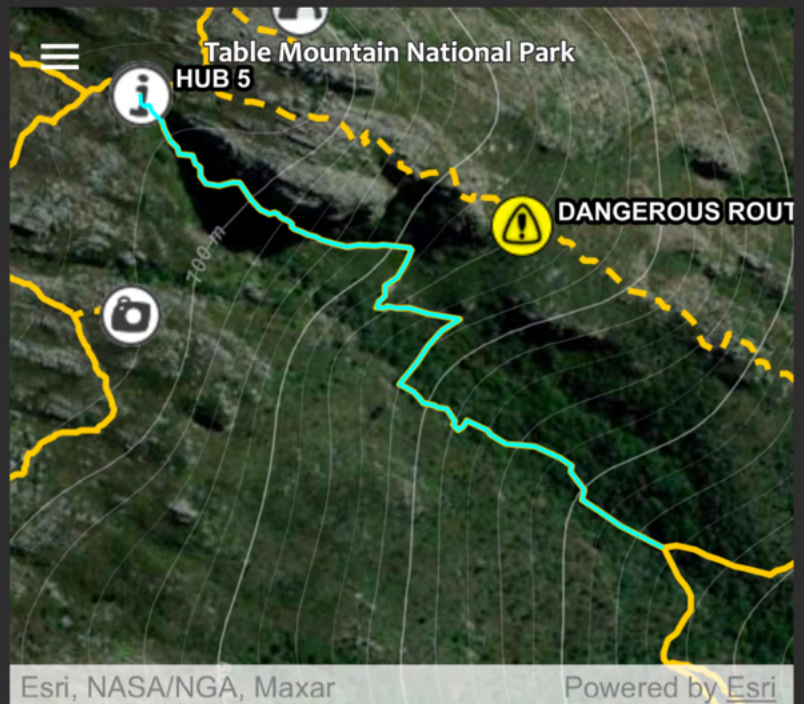 Table Mountain National Park
HUB 5
DANGEROUS ROUT
700 m
Esri, NASA/NGA, Maxar
Powered by Esri